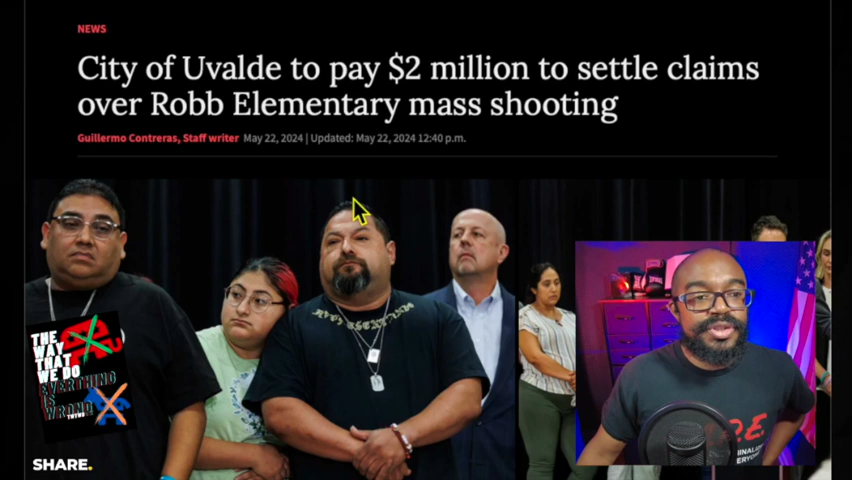 NEWS
City of Uvalde to pay $2 million to settle claims
over Robb Elementary mass shooting
Guillermo Contreras, Staff writer May 22, 2024 | Updated: May 22, 2024 12:40 p.m.
THE
WAY
THAT
WE DO
EVERYTHING
IS
WRONG
SHARE.